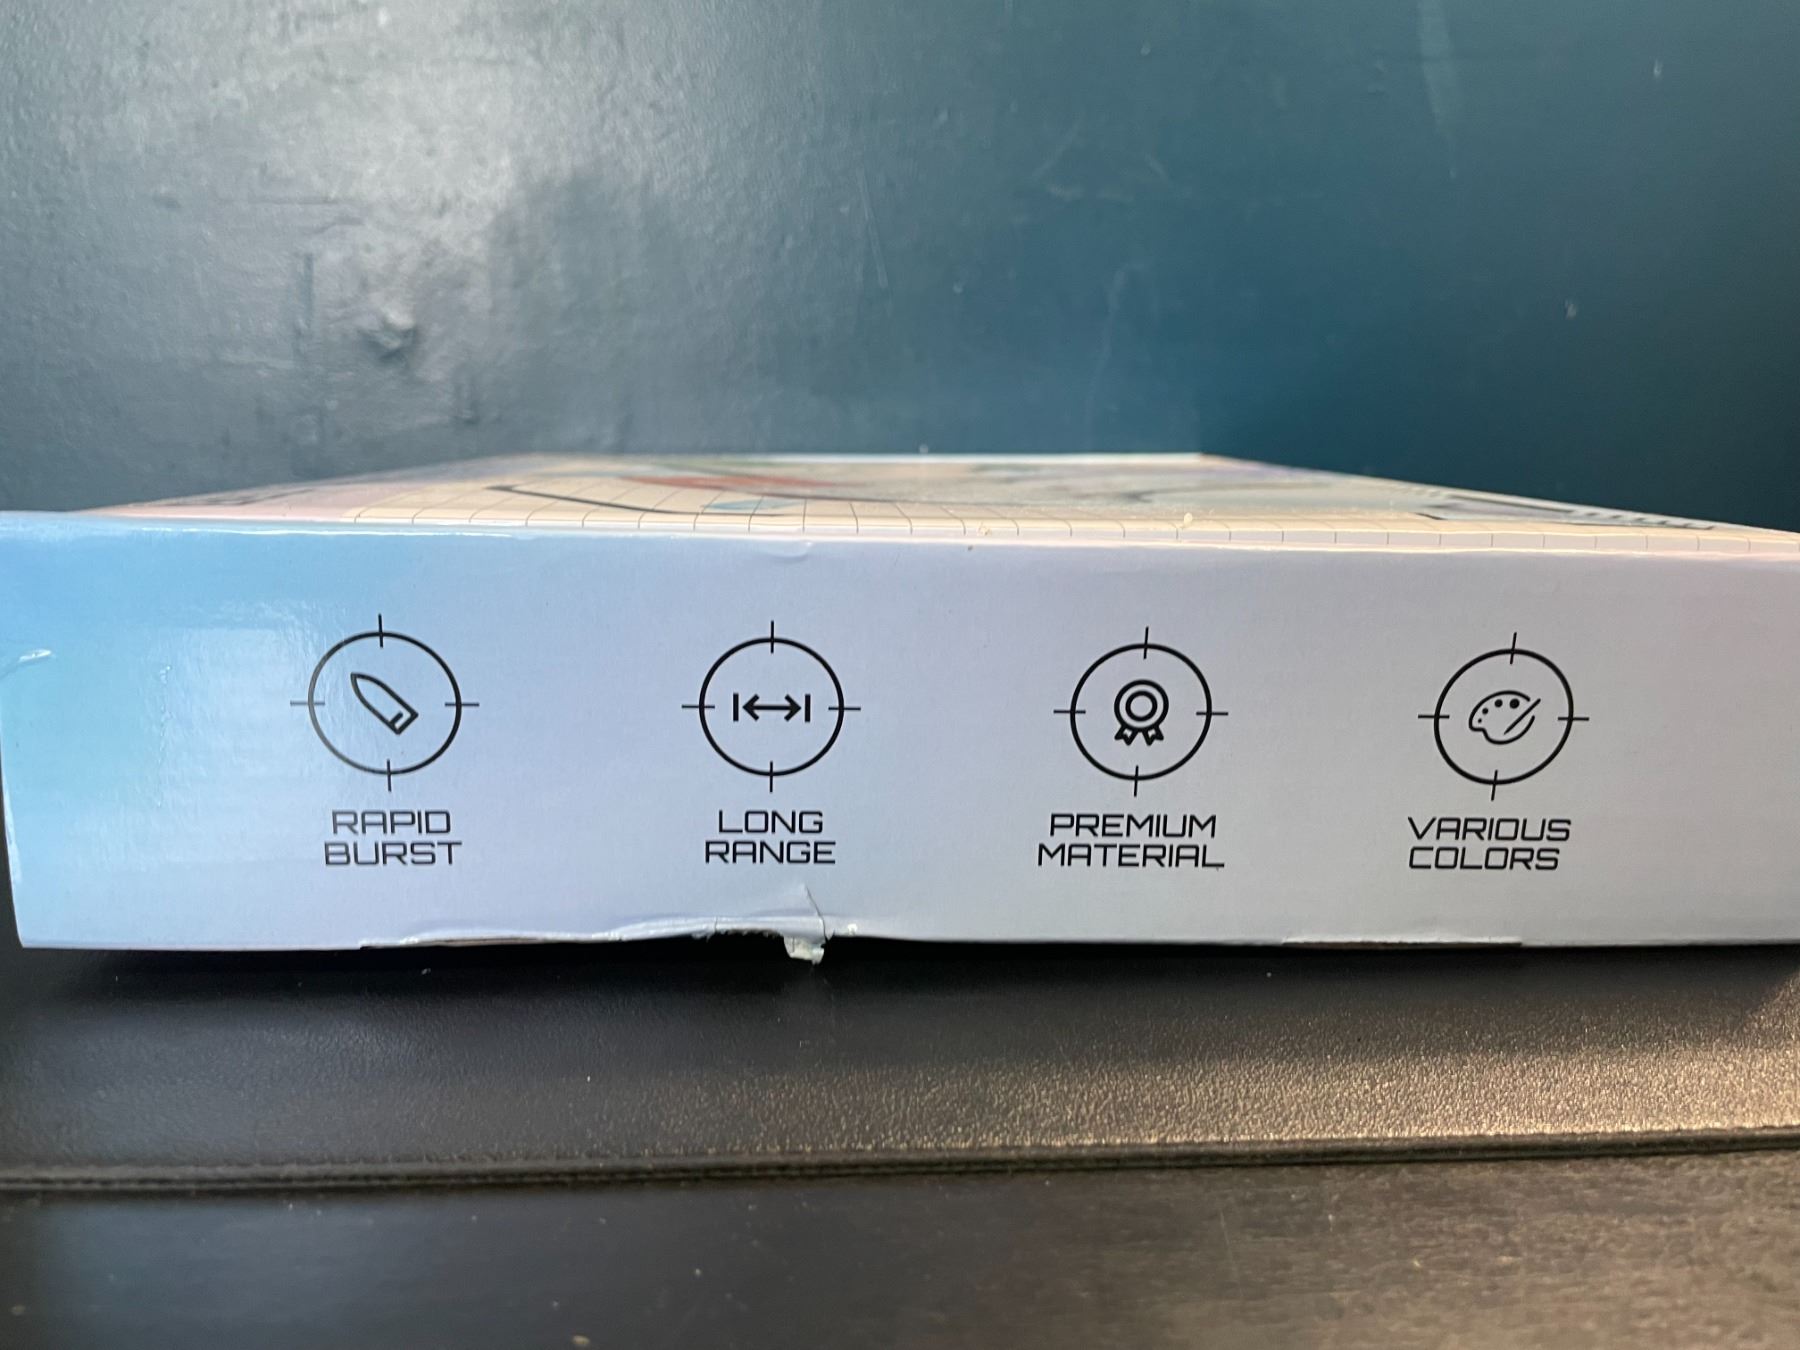 RAPID
BURST
LONG
RANGE
PREMIUM
MATERIAL
VARIOUS
COLORS